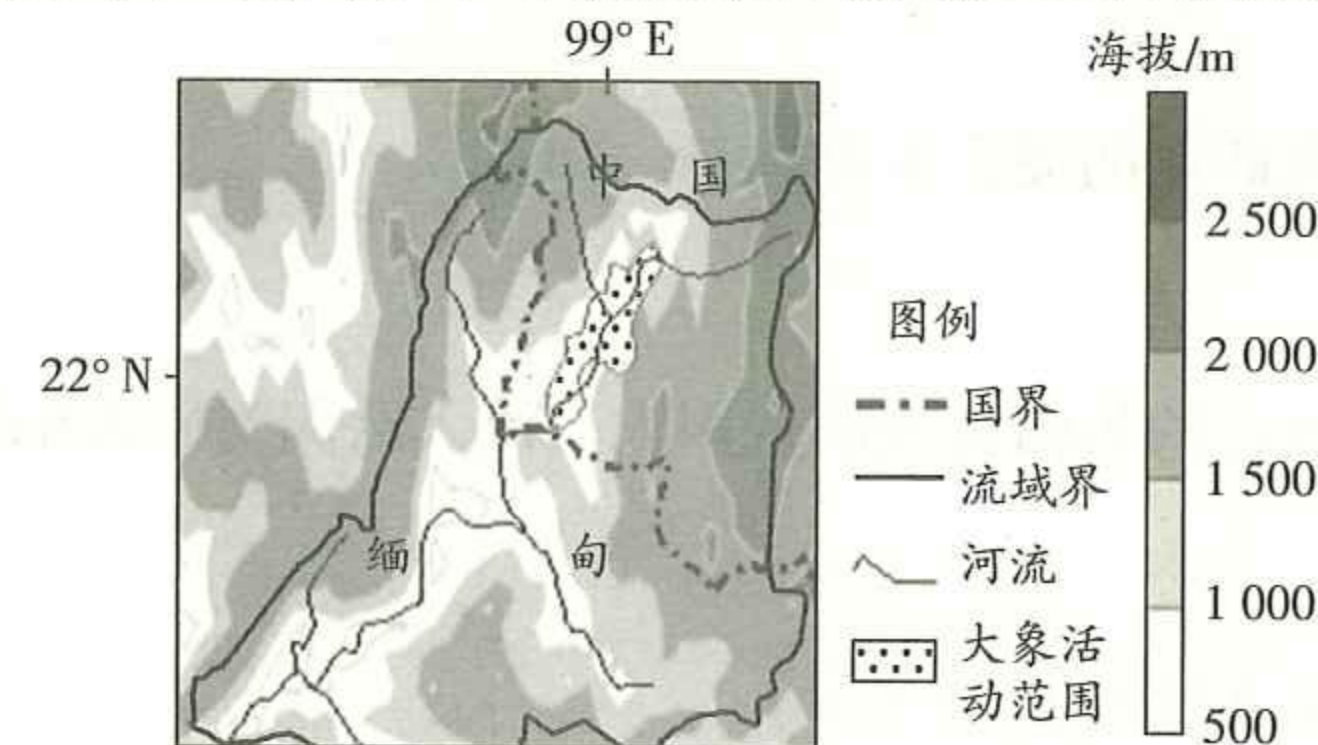 99° E
海拔/m
中 国
2 500
22° N
图例
2 000
国界
流域界
1 500
缅 甸
河流
1 000
大象活
动范围
500